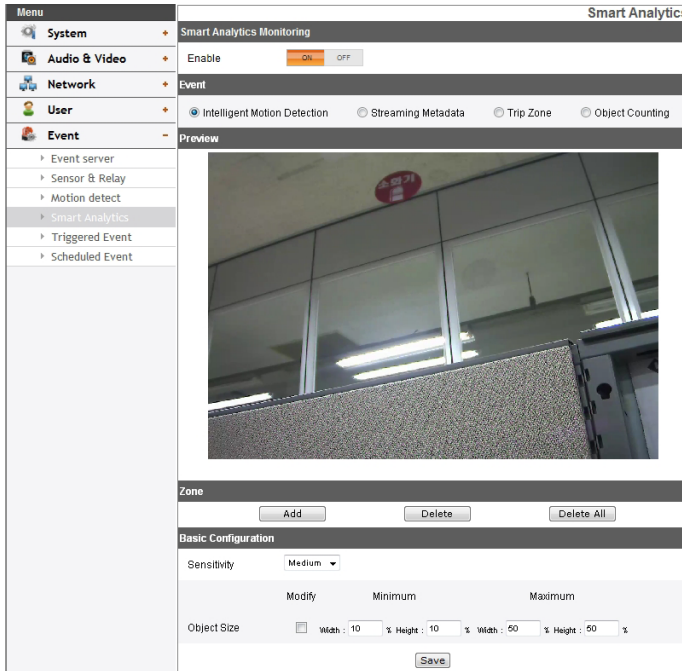 Menu
Smart Analytics
System
Audio & Video
Network
User
Event
Event server
Sensor & Relay
Motion detect
Smart Analytics
Triggered Event
Scheduled Event
Smart Analytics Monitoring
Enable ON OFF
Event
Intelligent Motion Detection Streaming Metadata Trip Zone Object Counting
Preview
소화기
Zone
Add Delete Delete All
Basic Configuration
Sensitivity Medium
Modify Minimum Maximum
Object Size Width : 10 % Height : 10 % Width : 50 % Height : 50 %
Save